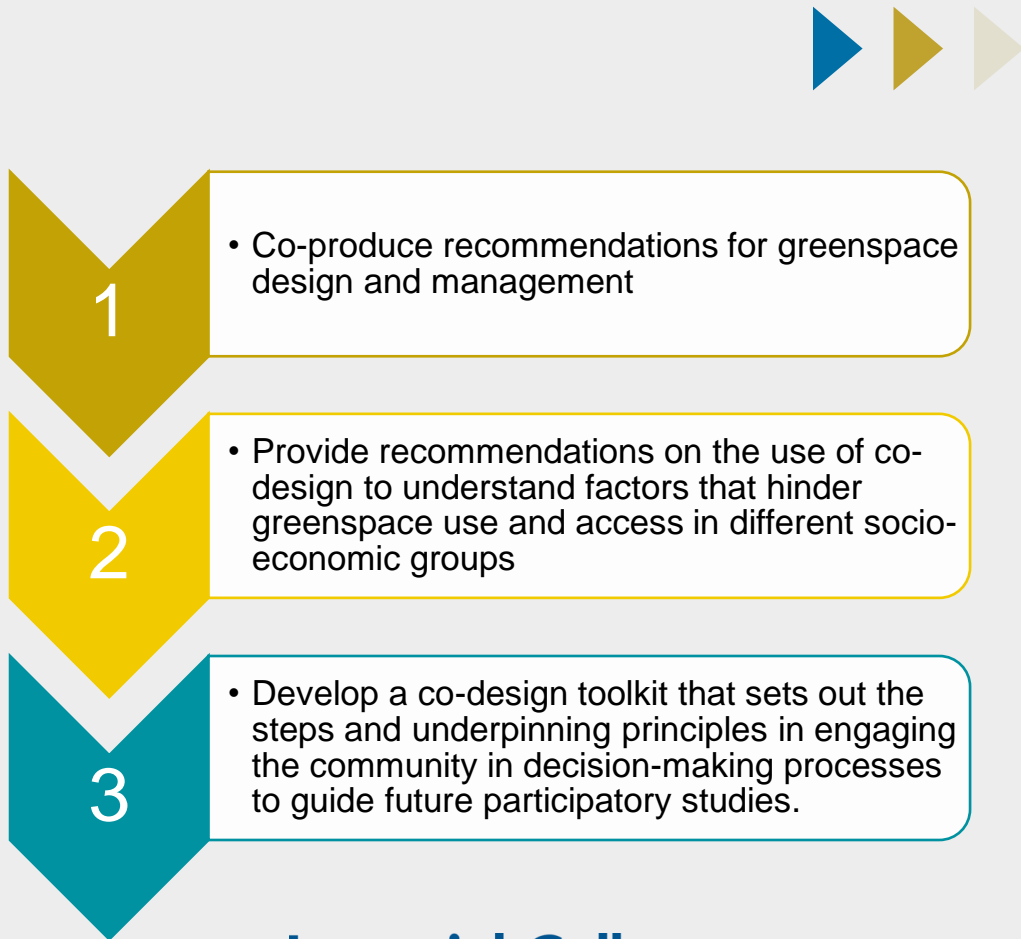 1
• Co-produce recommendations for greenspace
design and management
2
• Provide recommendations on the use of co-
design to understand factors that hinder
greenspace use and access in different socio-
economic groups
3
• Develop a co-design toolkit that sets out the
steps and underpinning principles in engaging
the community in decision-making processes
to guide future participatory studies.